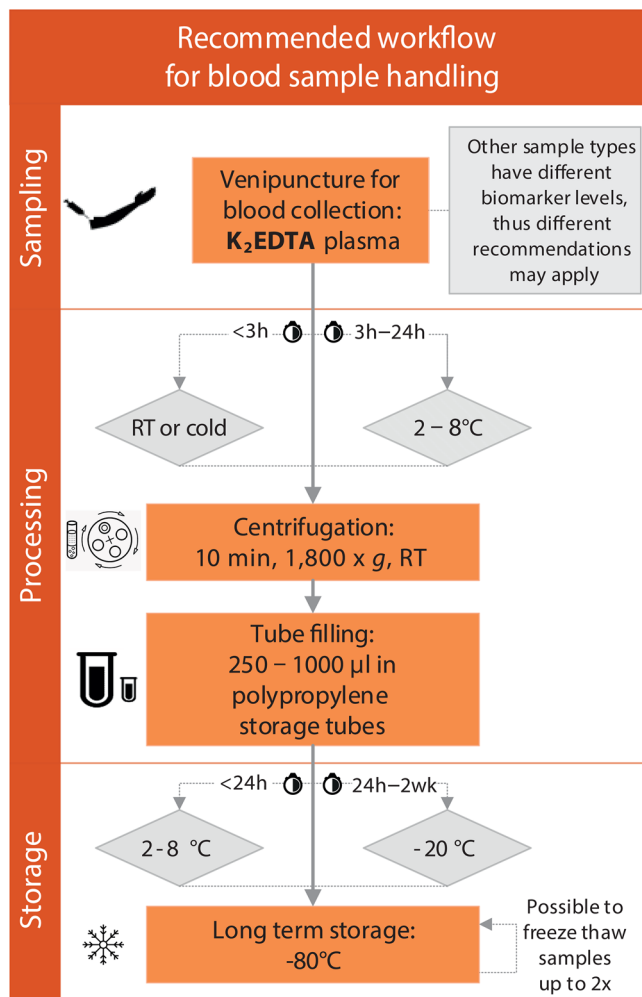 Recommended workflow
for blood sample handling
Sampling
Venipuncture for
blood collection:
K₂EDTA plasma
Other sample types
have different
biomarker levels,
thus different
recommendations
may apply
Processing
<3h
3h–24h
RT or cold
2 – 8°C
Centrifugation:
10 min, 1,800 x g, RT
Tube filling:
250 – 1000 µl in
polypropylene
storage tubes
Storage
<24h
24h–2wk
2-8 °C
-20 °C
Long term storage:
-80°C
Possible to
freeze thaw
samples
up to 2x